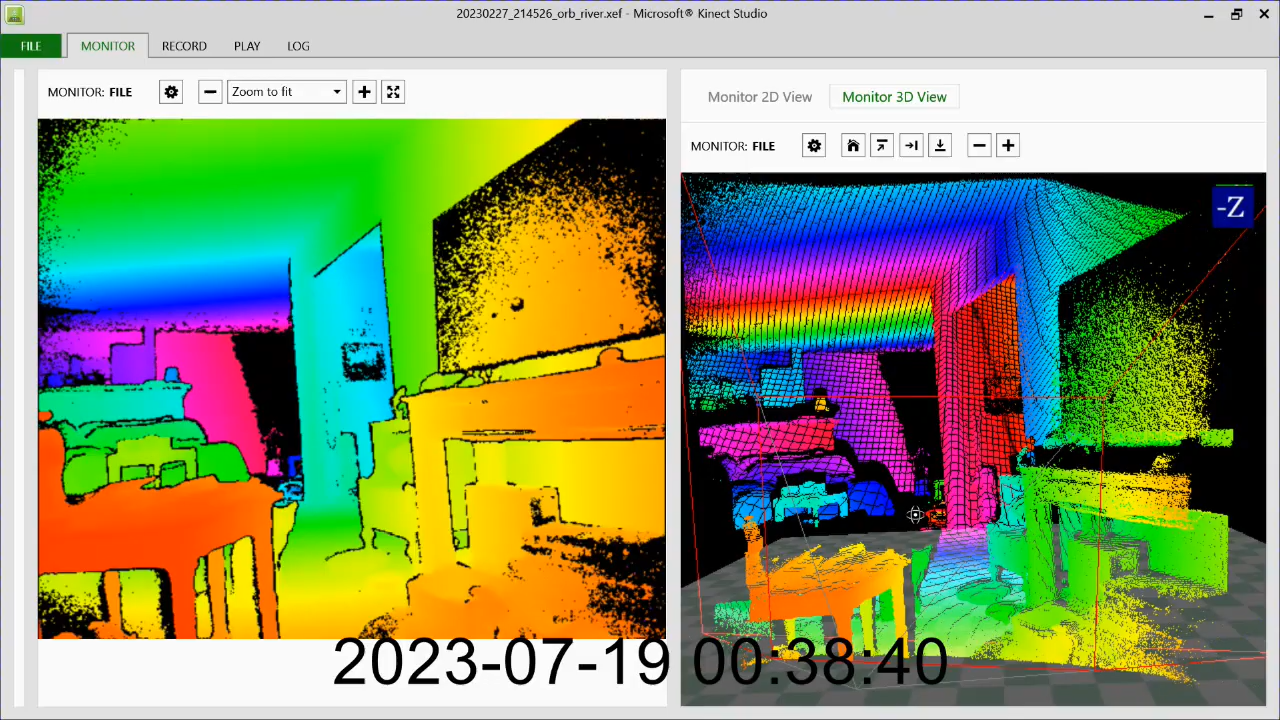 20230227_214526_orb_river.xef - Microsoft® Kinect Studio
FILE MONITOR RECORD PLAY LOG
MONITOR: FILE Zoom to fit
Monitor 2D View Monitor 3D View
MONITOR: FILE
-Z
2023-07-19 00:38:40